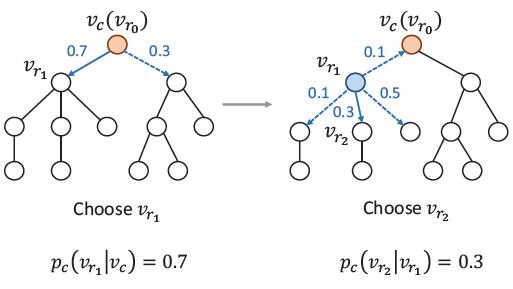 v_c(v_{r_0})
0.7
0.3
v_{r_1}
Choose v_{r_1}
p_c(v_{r_1}|v_c) = 0.7
v_c(v_{r_0})
0.1
v_{r_1}
0.1
0.3
0.5
v_{r_2}
Choose v_{r_2}
p_c(v_{r_2}|v_{r_1}) = 0.3